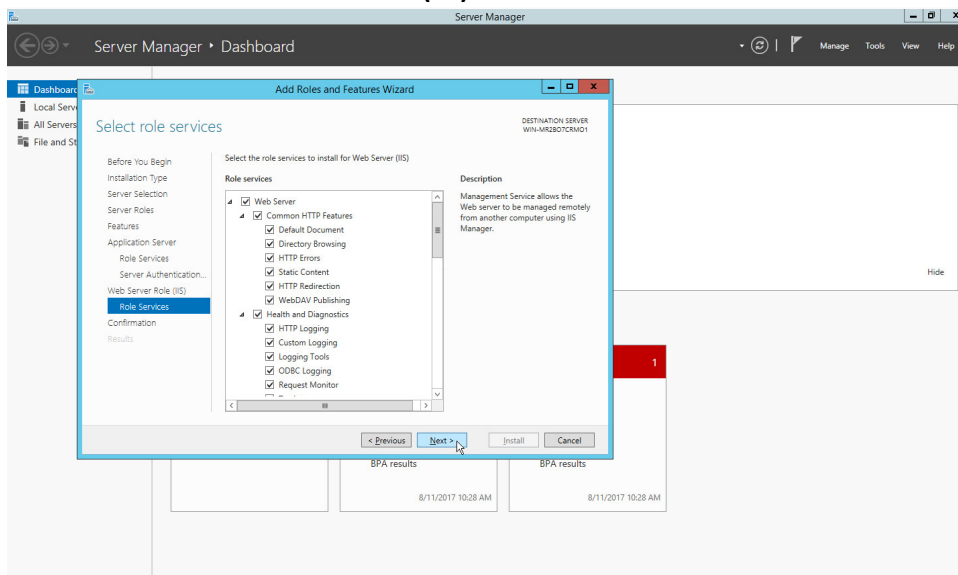 Server Manager
Server Manager ‣ Dashboard
Manage Tools View Help
Dashboard
Local Serv
All Servers
File and St
Add Roles and Features Wizard
Select role services
DESTINATION SERVER
WIN-MR2BO7CRMO1
Before You Begin
Installation Type
Server Selection
Server Roles
Features
Application Server
Role Services
Server Authentication...
Web Server Role (IIS)
Role Services
Confirmation
Results
Select the role services to install for Web Server (IIS)
Role services
Web Server
Common HTTP Features
Default Document
Directory Browsing
HTTP Errors
Static Content
HTTP Redirection
WebDAV Publishing
Health and Diagnostics
HTTP Logging
Custom Logging
Logging Tools
ODBC Logging
Request Monitor
Description
Management Service allows the
Web server to be managed remotely
from another computer using IIS
Manager.
< Previous Next > Install Cancel
Hide
1
BPA results
8/11/2017 10:28 AM
BPA results
8/11/2017 10:28 AM